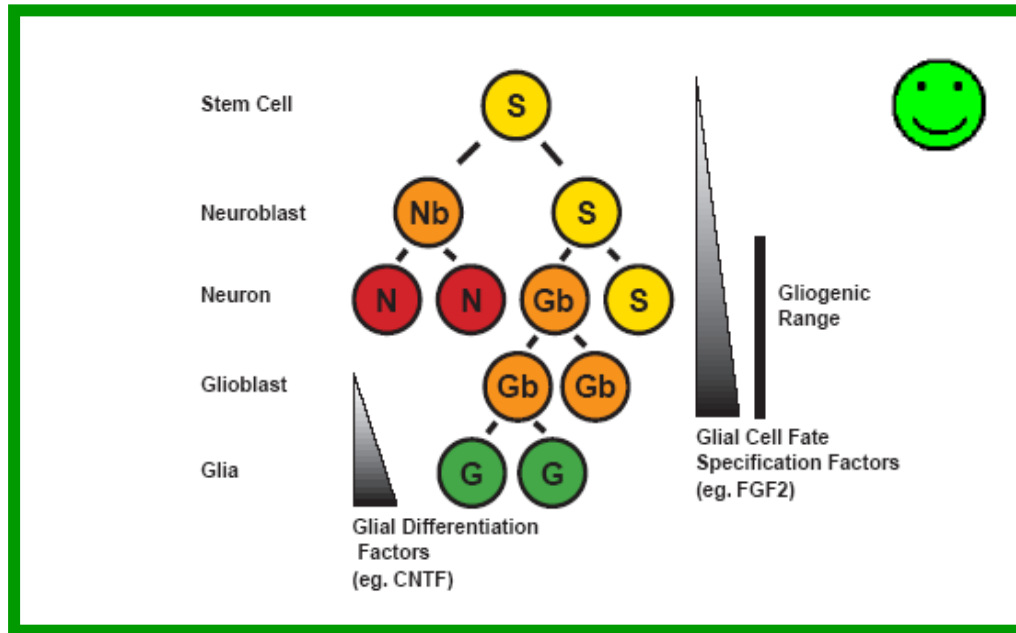 Stem Cell
S
Neuroblast
Nb
S
Neuron
N
N
Gb
S
Gliogenic
Range
Glioblast
Gb
Gb
Glia
G
G
Glial Cell Fate
Specification Factors
(eg. FGF2)
Glial Differentiation
Factors
(eg. CNTF)